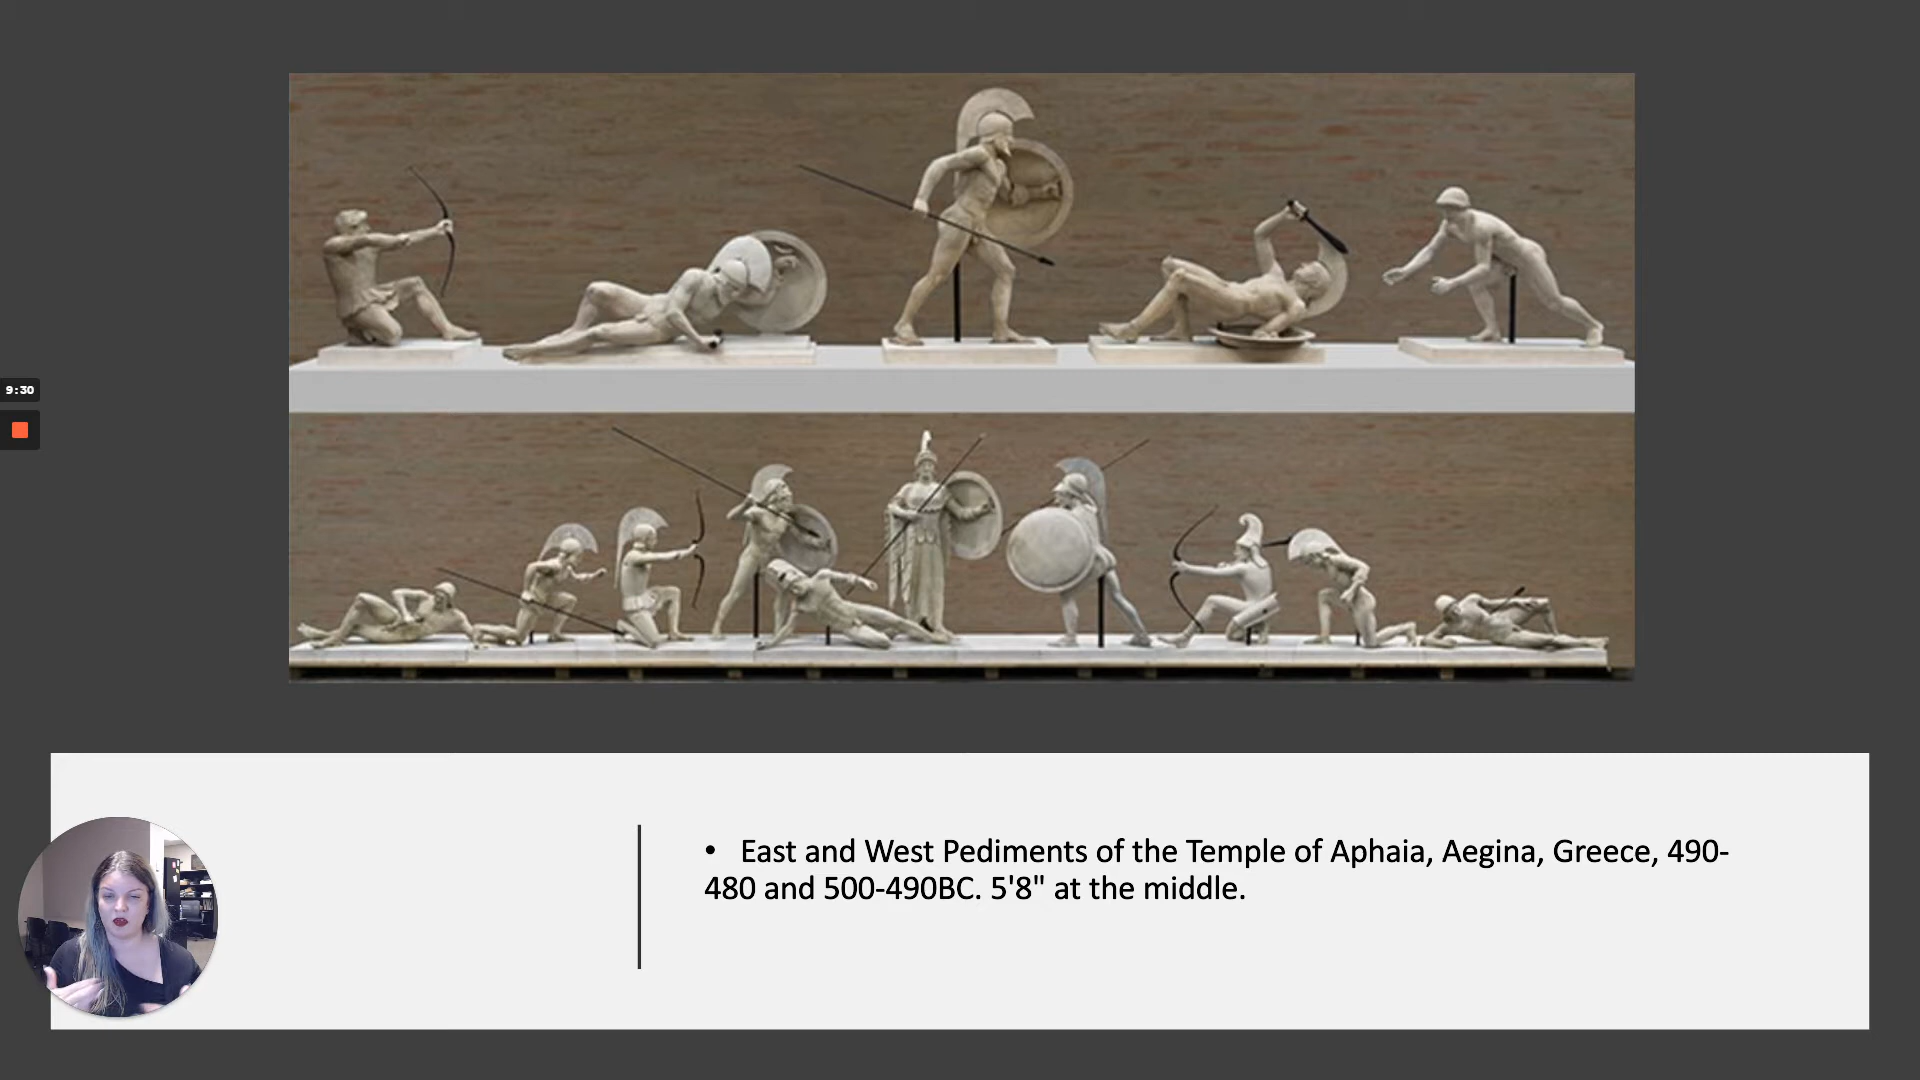 9:30
• East and West Pediments of the Temple of Aphaia, Aegina, Greece, 490-
480 and 500-490BC. 5'8" at the middle.